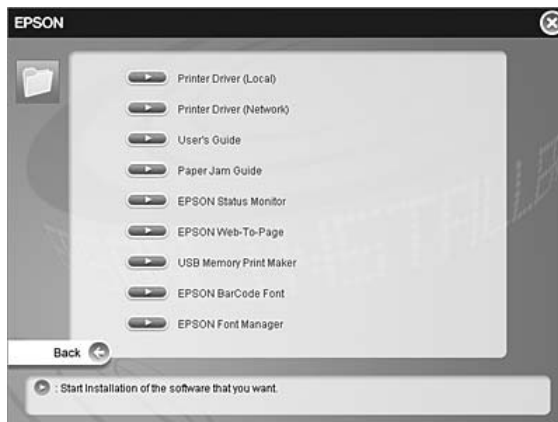 EPSON
Printer Driver (Local)
Printer Driver (Network)
User's Guide
Paper Jam Guide
EPSON Status Monitor
EPSON Web-To-Page
USB Memory Print Maker
EPSON BarCode Font
EPSON Font Manager
Back
: Start Installation of the software that you want.